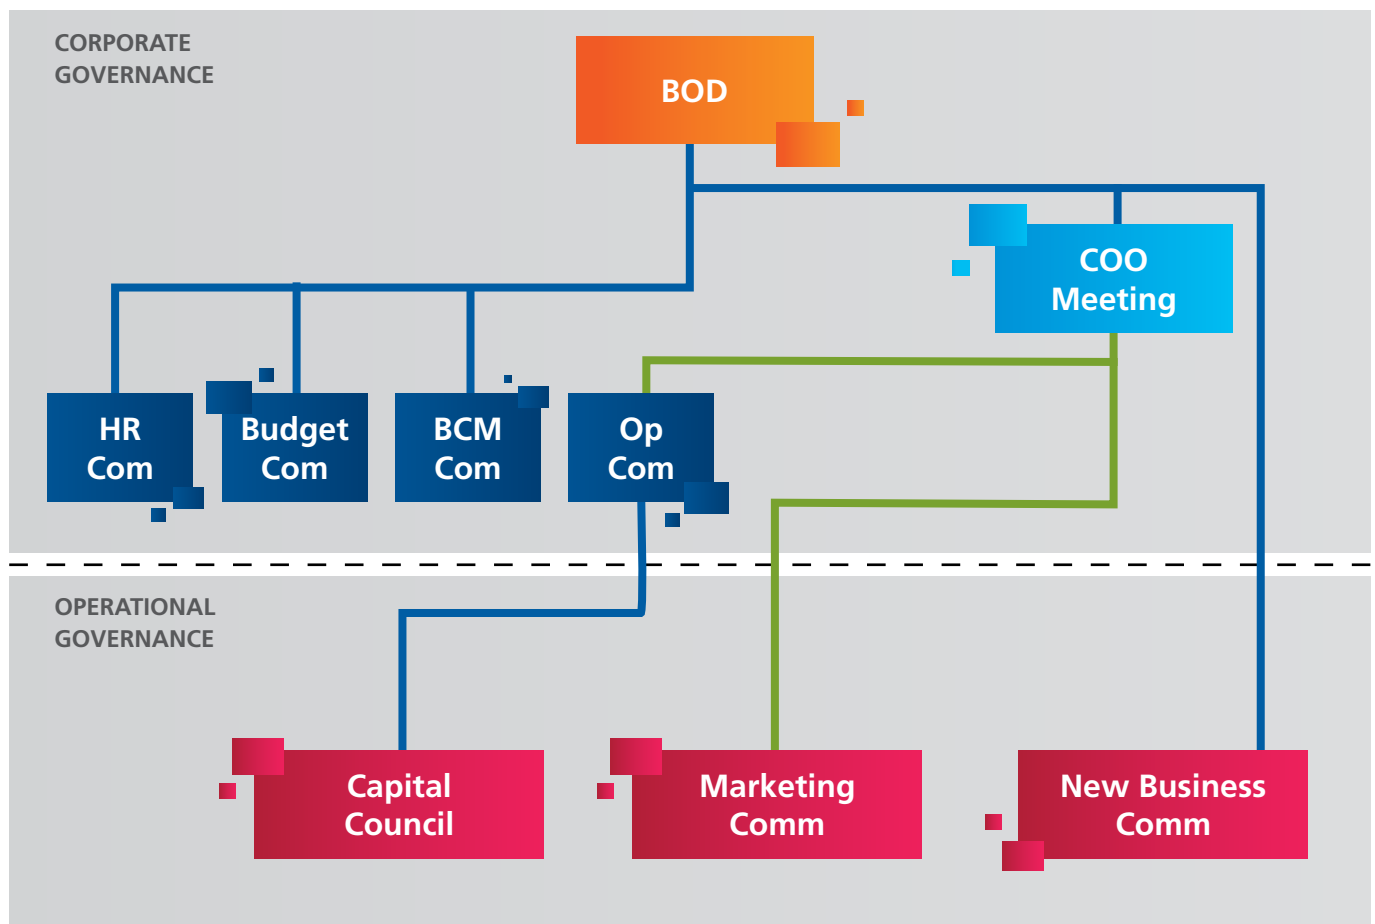 CORPORATE
GOVERNANCE
BOD
COO
Meeting
HR
Com
Budget
Com
BCM
Com
Op
Com
OPERATIONAL
GOVERNANCE
Capital
Council
Marketing
Comm
New Business
Comm